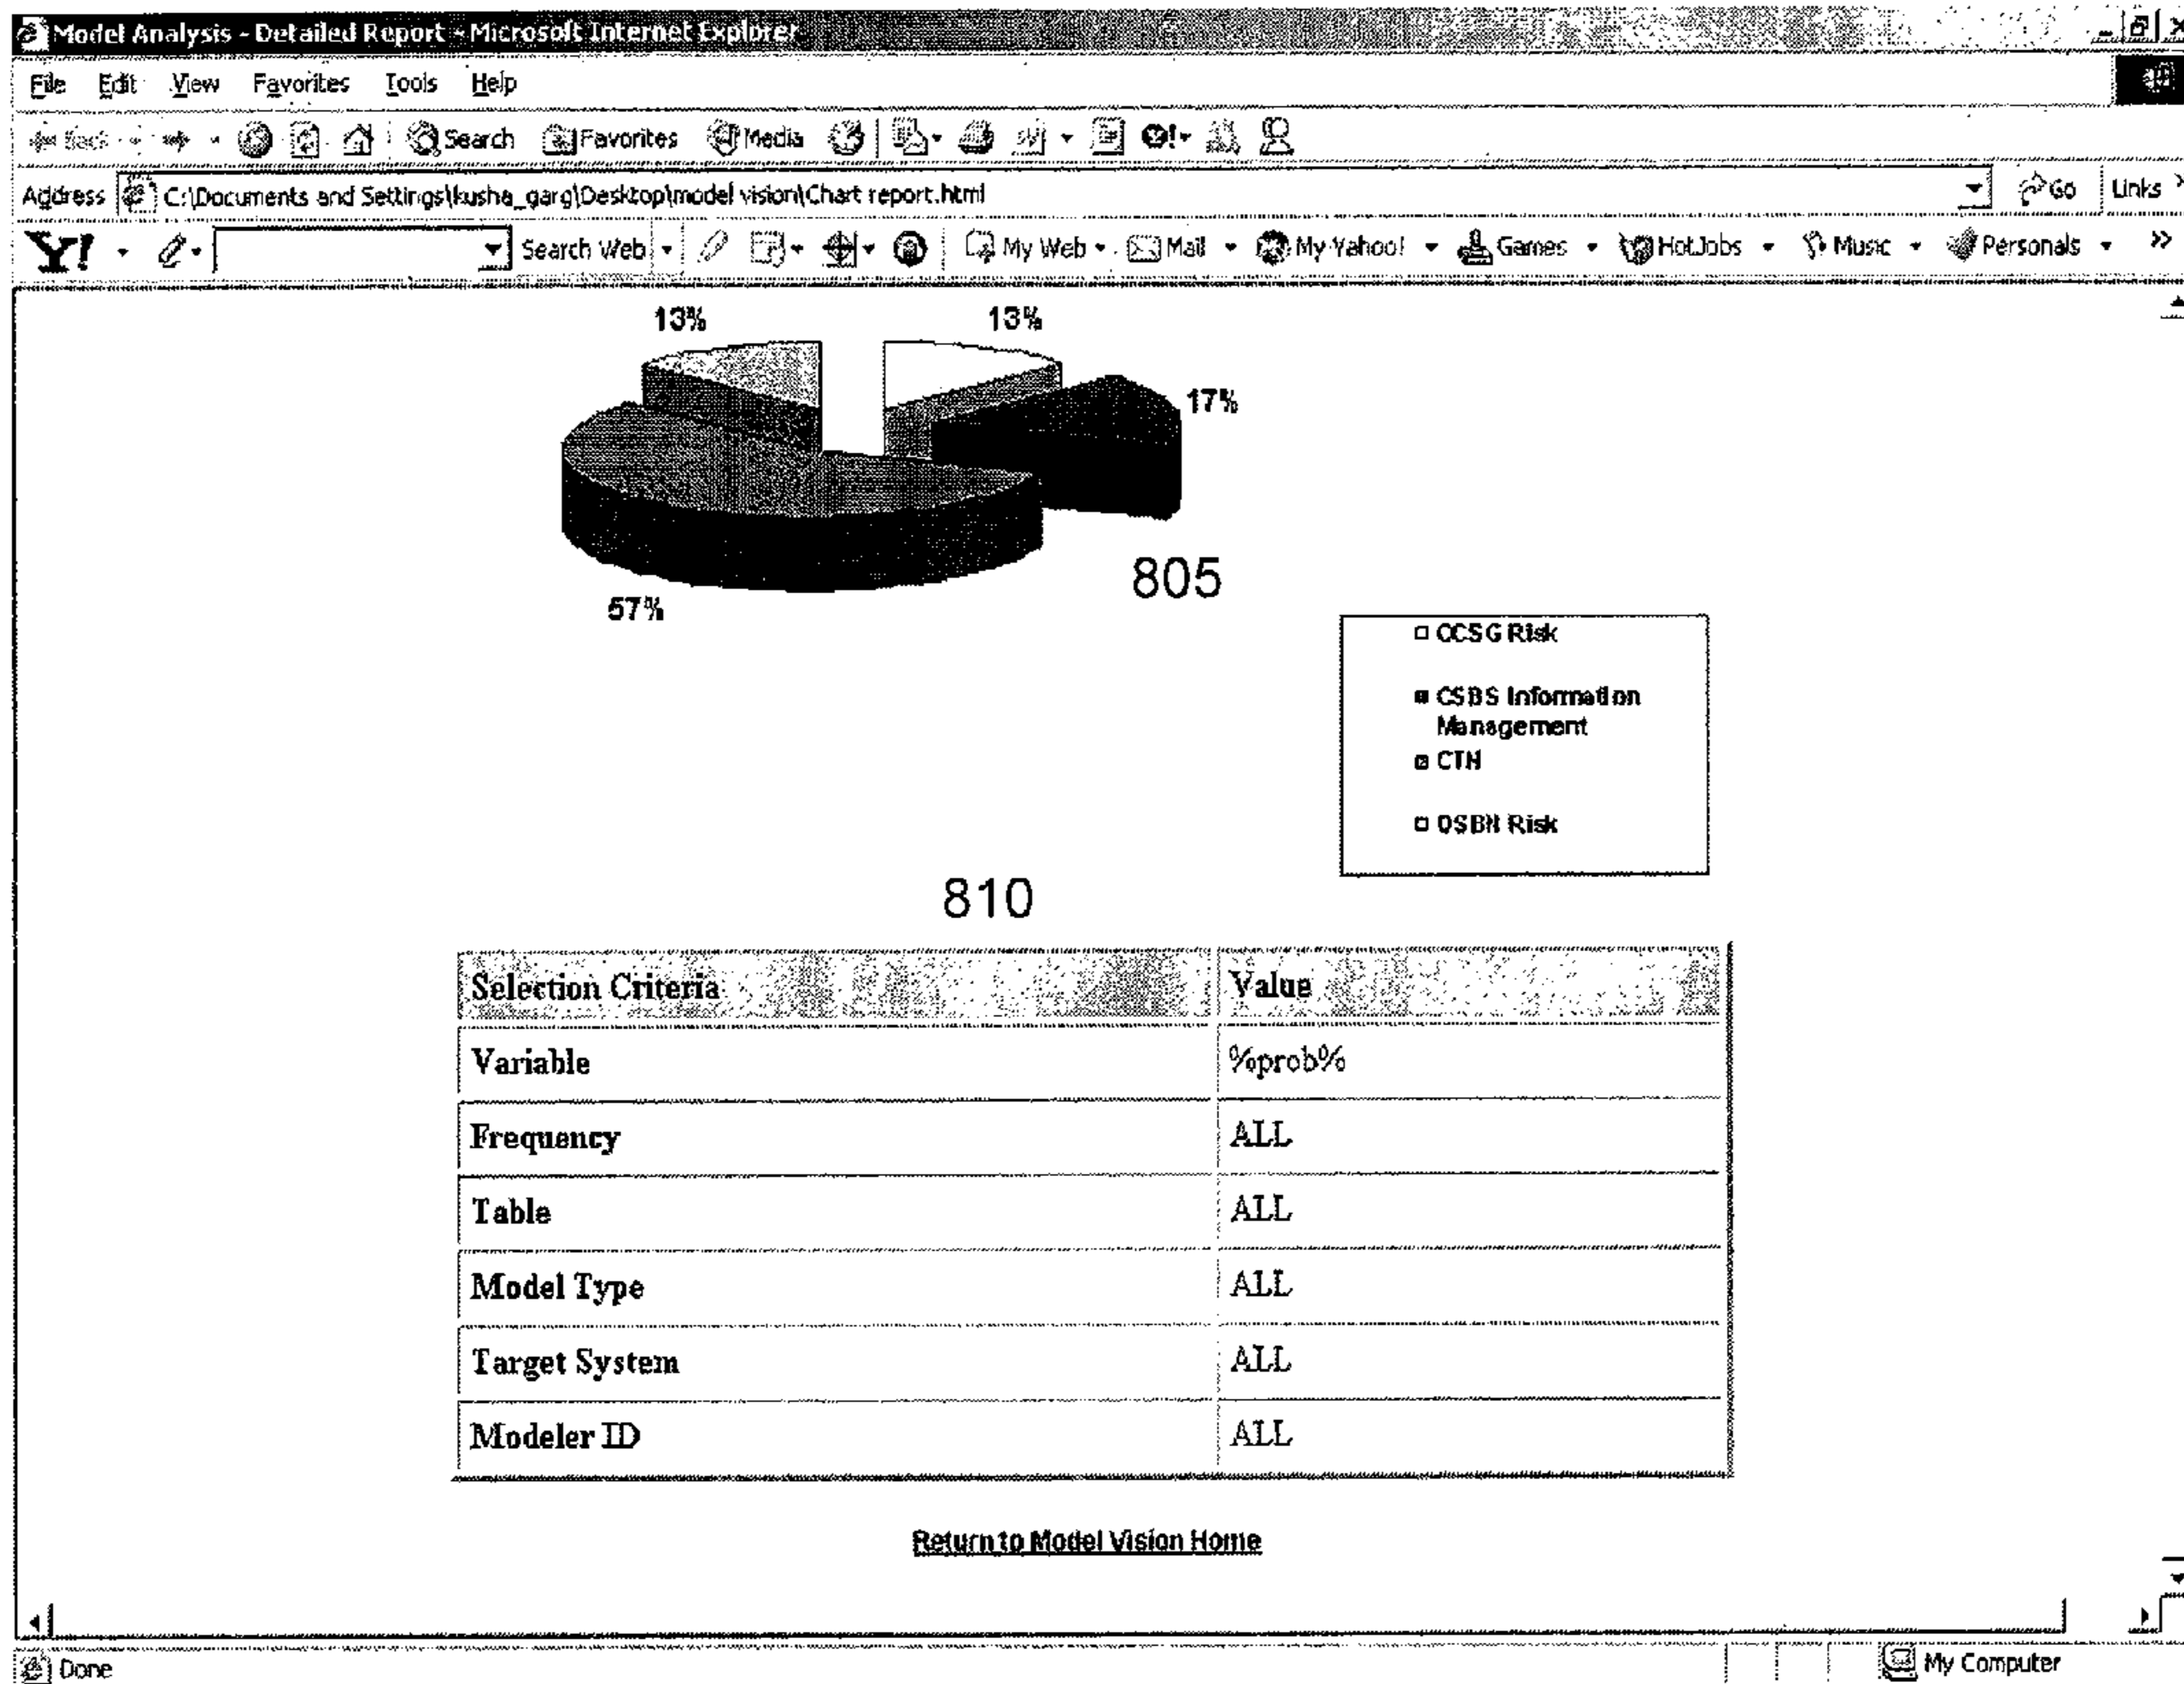 Model Analysis - Detailed Report - Microsoft Internet Explorer
File Edit View Favorites Tools Help
Back Search Favorites Media
Address C:\Documents and Settings\kusha_garg\Desktop\model vision\Chart report.html Go Links
Y! Search Web My Web Mail My Yahoo! Games HotJobs Music Personals »
13% 13%
17%
57%
805
CCSG Risk
CSBS Information
Management
CTN
OSBN Risk
810
Selection Criteria Value
Variable %prob%
Frequency ALL
Table ALL
Model Type ALL
Target System ALL
Modeler ID ALL
Return to Model Vision Home
Done My Computer